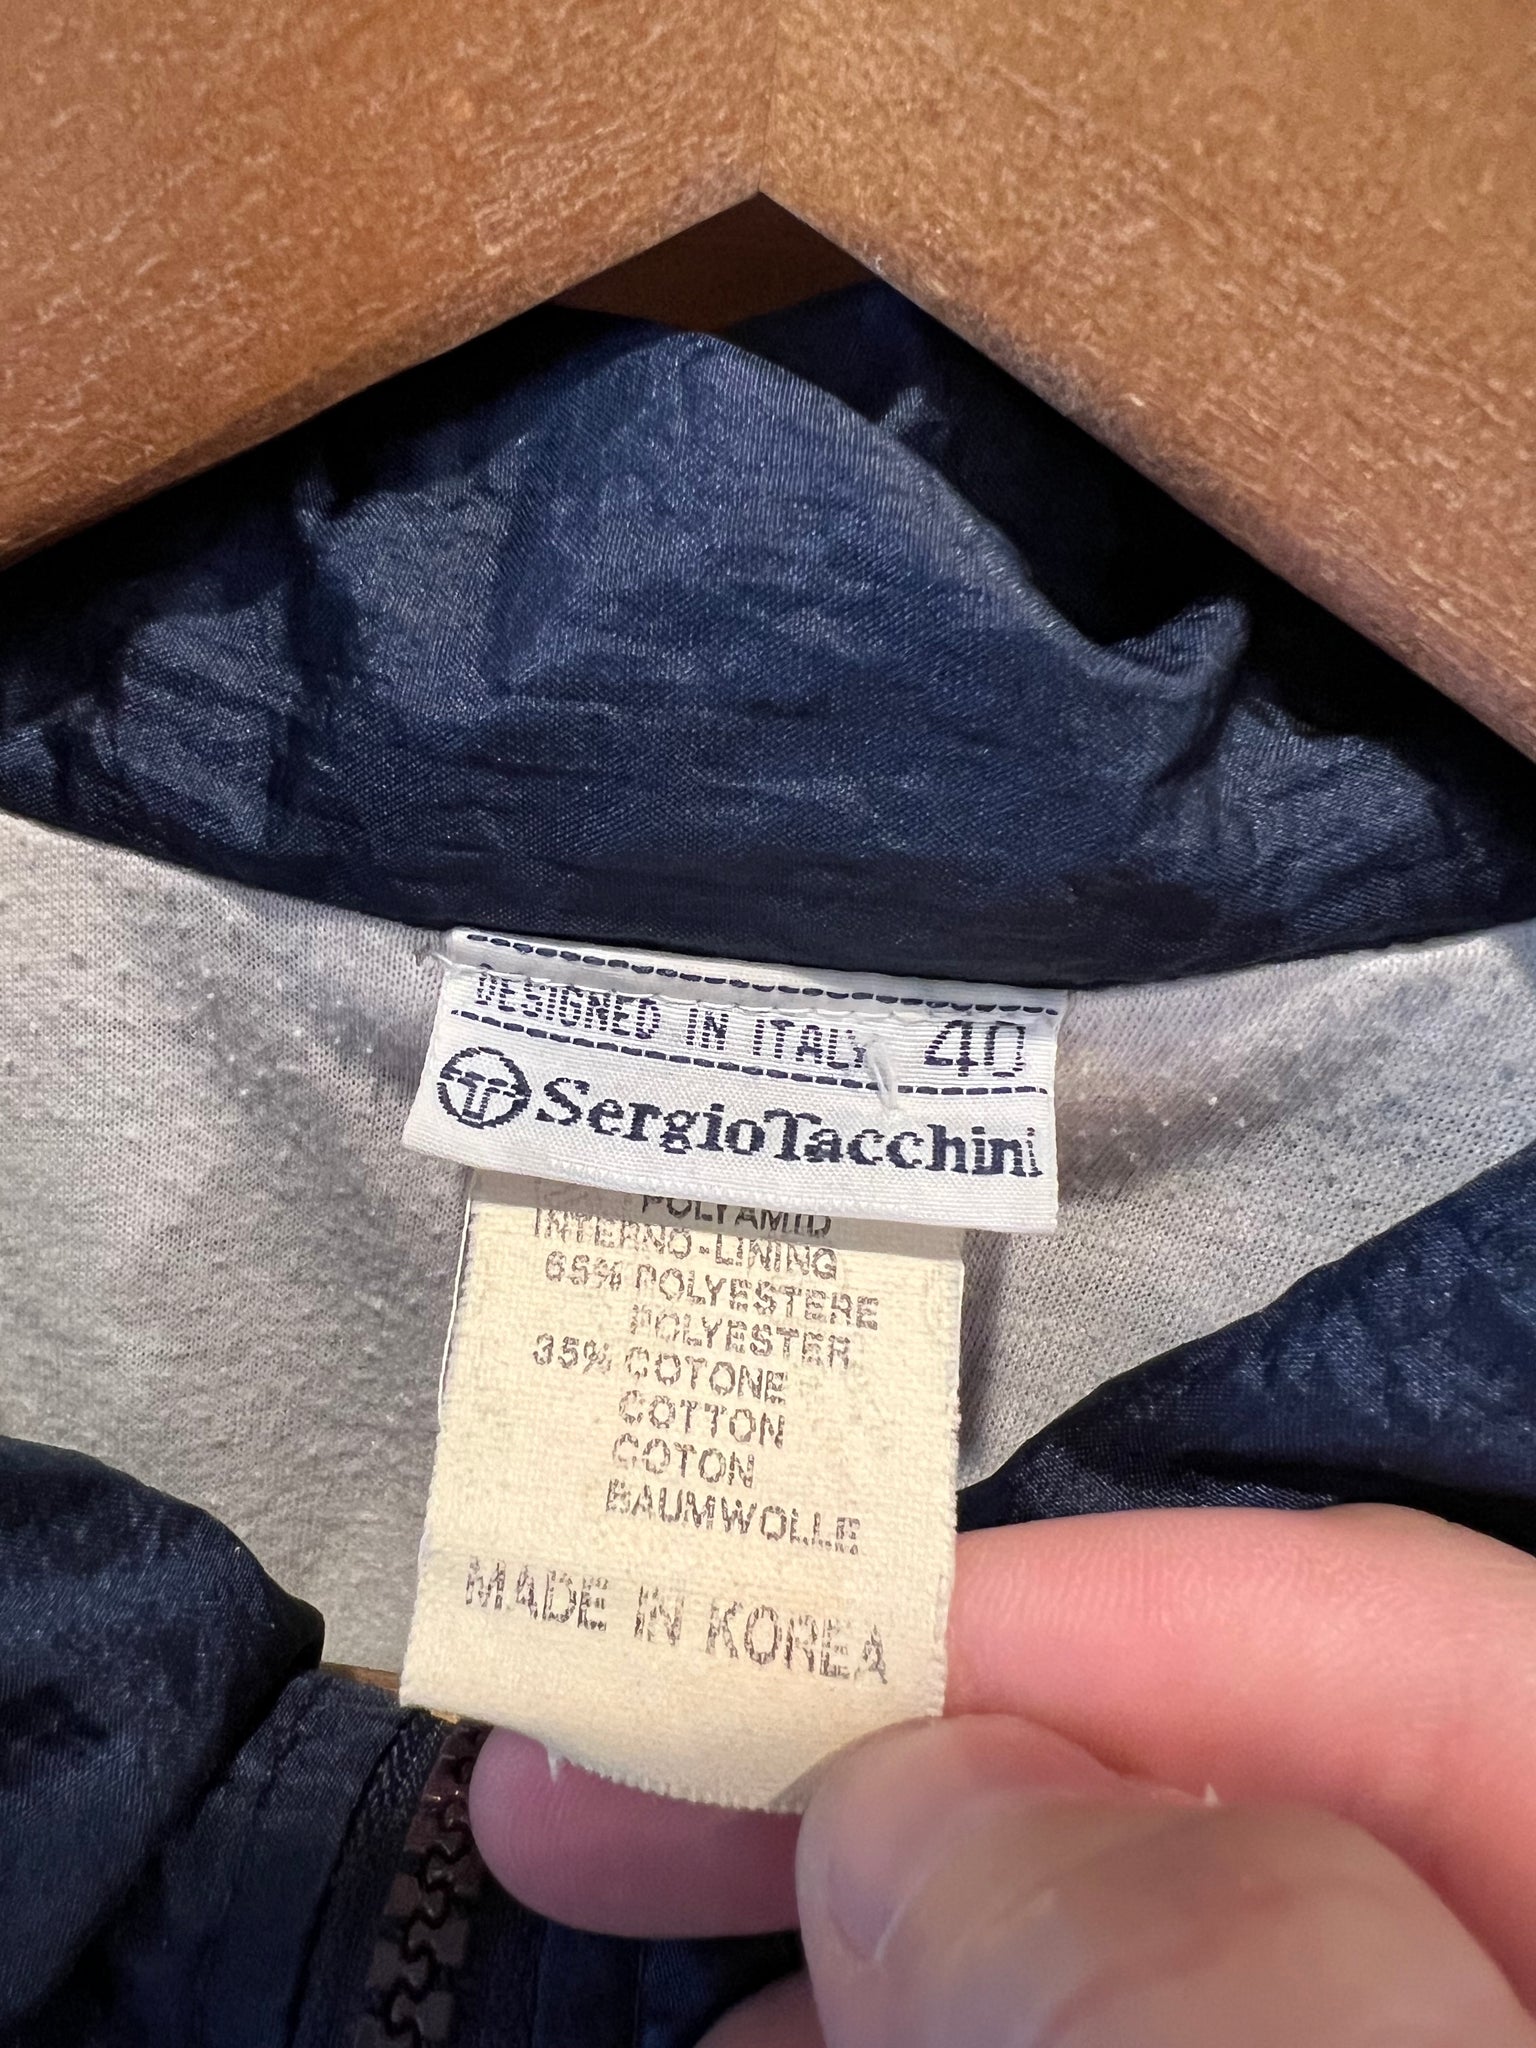 DESIGNED IN ITALY 40
SergioTacchini
POLYAMID
INTERNO-LINING
65% POLYESTERE
POLYESTER
35% COTONE
COTTON
COTON
BAUMWOLLE
MADE IN KOREA